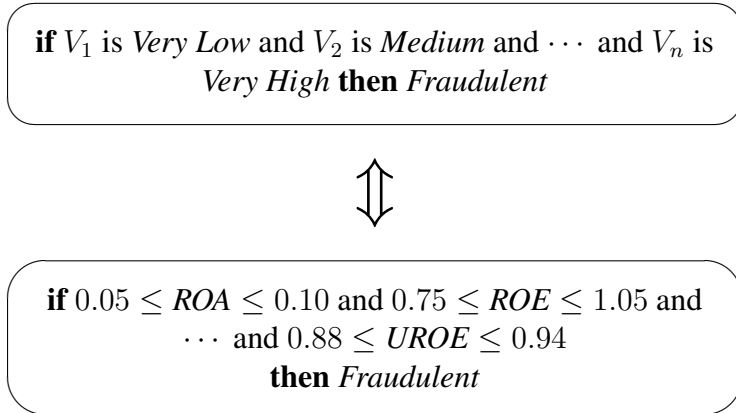 if V₁ is Very Low and V₂ is Medium and ⋯ and Vₙ is
Very High then Fraudulent
⇕
if 0.05 ≤ ROA ≤ 0.10 and 0.75 ≤ ROE ≤ 1.05 and
⋯ and 0.88 ≤ UROE ≤ 0.94
then Fraudulent